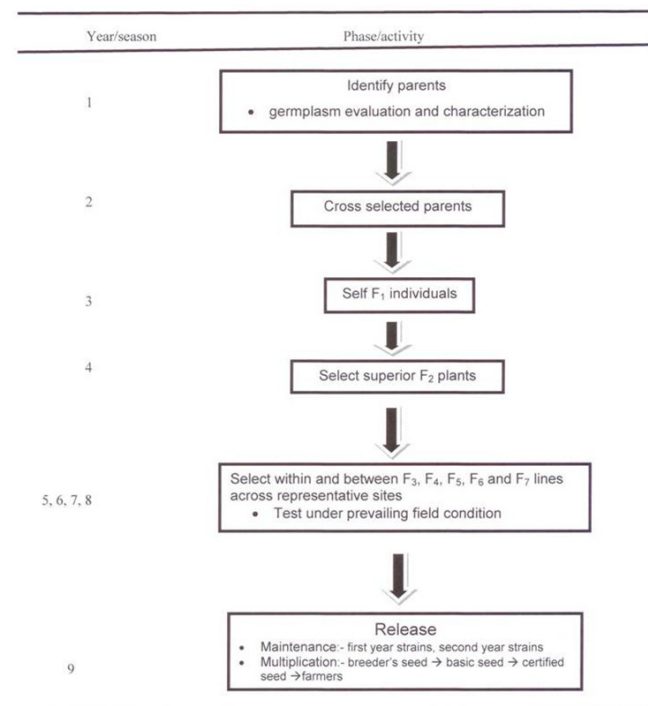 Year/season Phase/activity
1
Identify parents
• germplasm evaluation and characterization
2
Cross selected parents
3
Self F₁ individuals
4
Select superior F₂ plants
5, 6, 7, 8
Select within and between F₃, F₄, F₅, F₆ and F₇ lines
across representative sites
• Test under prevailing field condition
Release
• Maintenance:- first year strains, second year strains
• Multiplication:- breeder's seed → basic seed → certified
seed →farmers
9